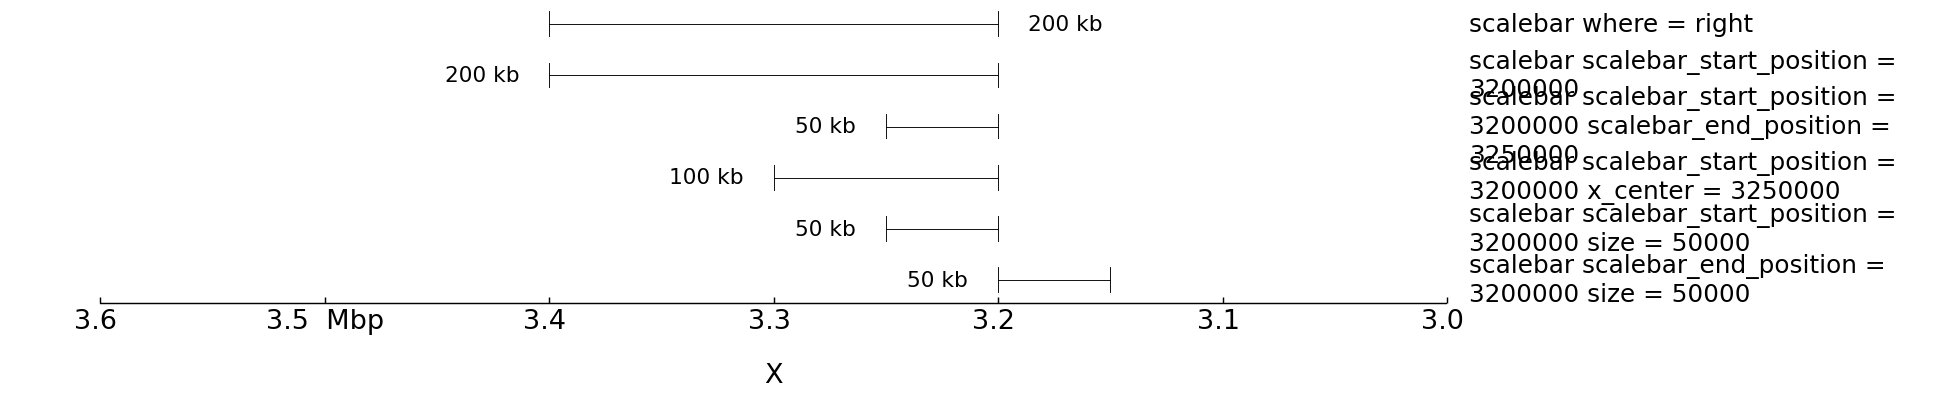 200 kb
scalebar where = right
200 kb
scalebar scalebar_start_position =
3200000
50 kb
scalebar scalebar_start_position =
3200000 scalebar_end_position =
3250000
100 kb
scalebar scalebar_start_position =
3200000 x_center = 3250000
50 kb
scalebar scalebar_start_position =
3200000 size = 50000
50 kb
scalebar scalebar_end_position =
3200000 size = 50000
3.6 3.5 Mbp 3.4 3.3 3.2 3.1 3.0
X